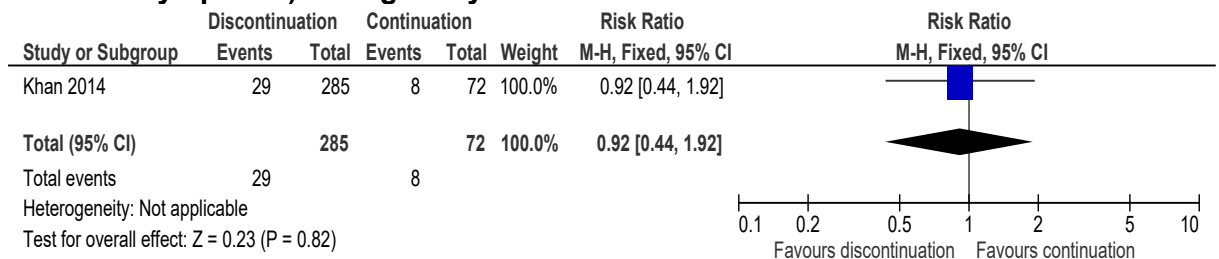 Discontinuation Continuation Risk Ratio Risk Ratio
Study or Subgroup Events Total Events Total Weight M-H, Fixed, 95% CI M-H, Fixed, 95% CI
Khan 2014 29 285 8 72 100.0% 0.92 [0.44, 1.92]
Total (95% CI) 285 72 100.0% 0.92 [0.44, 1.92]
Total events 29 8
Heterogeneity: Not applicable
Test for overall effect: Z = 0.23 (P = 0.82)
0.1 0.2 0.5 1 2 5 10
Favours discontinuation Favours continuation